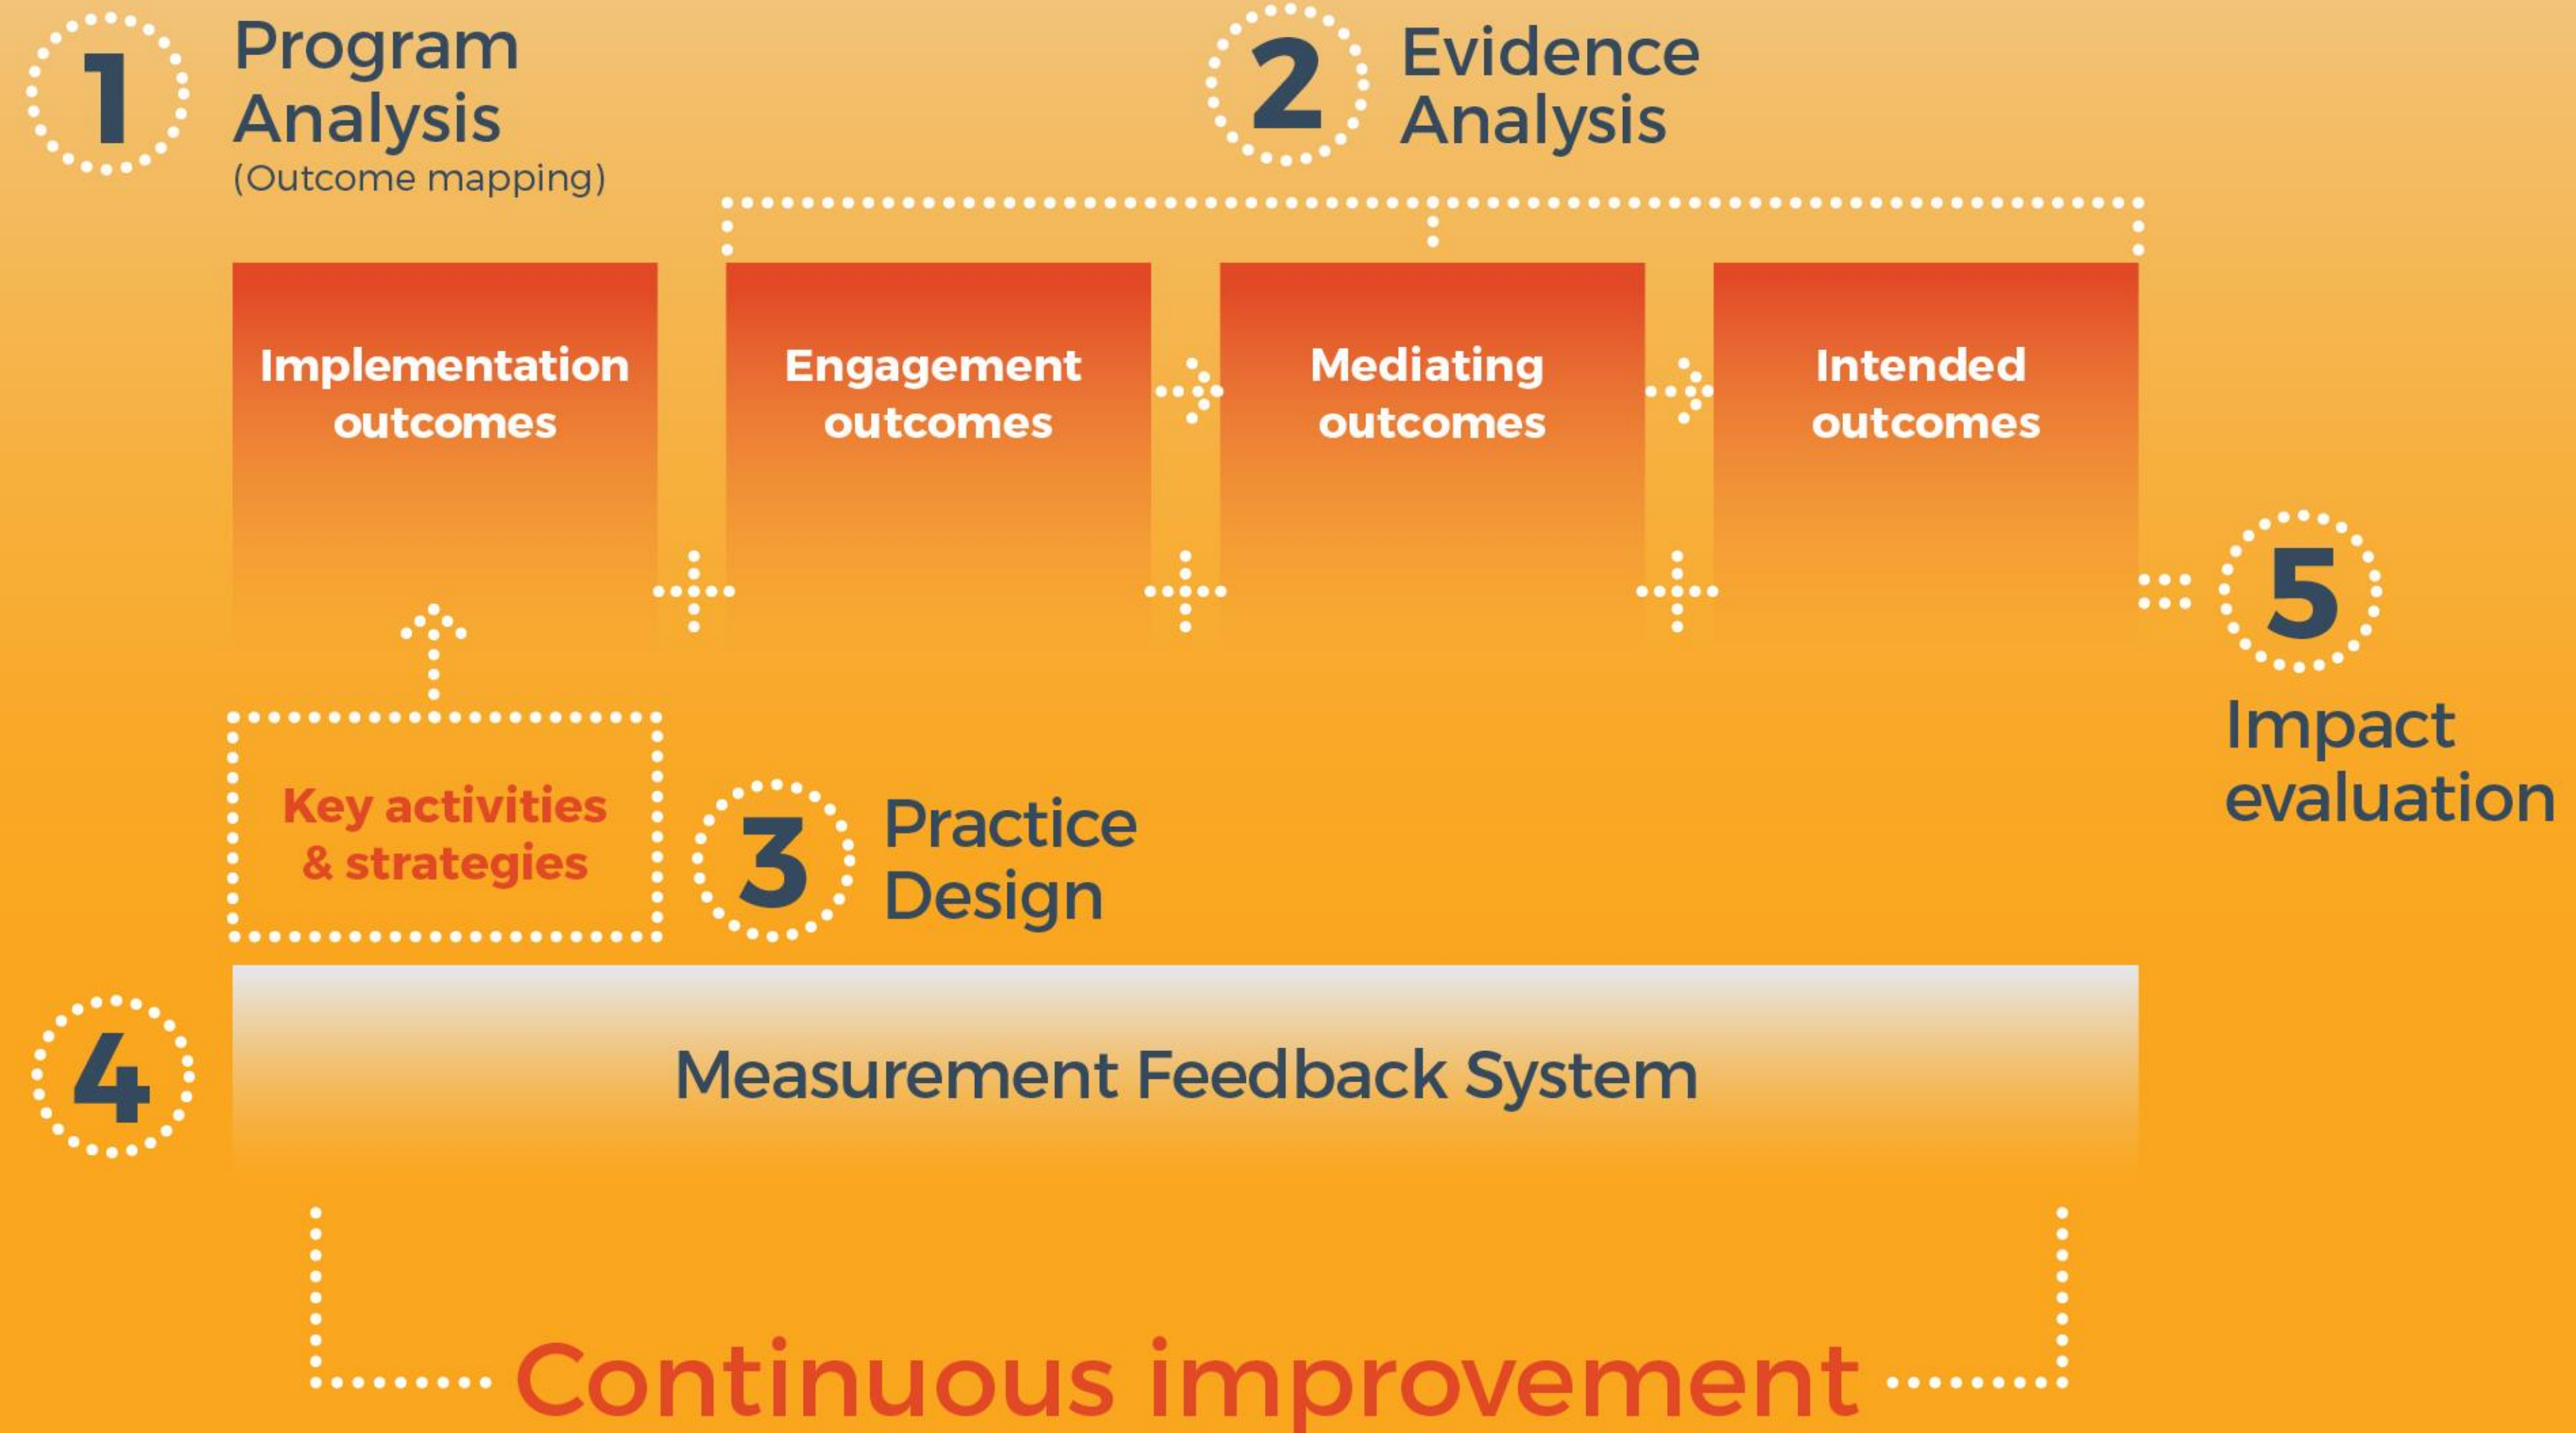 1
Program
Analysis
(Outcome mapping)
2
Evidence
Analysis
Implementation
outcomes
Engagement
outcomes
Mediating
outcomes
Intended
outcomes
5
Impact
evaluation
Key activities
& strategies
3
Practice
Design
4
Measurement Feedback System
Continuous improvement